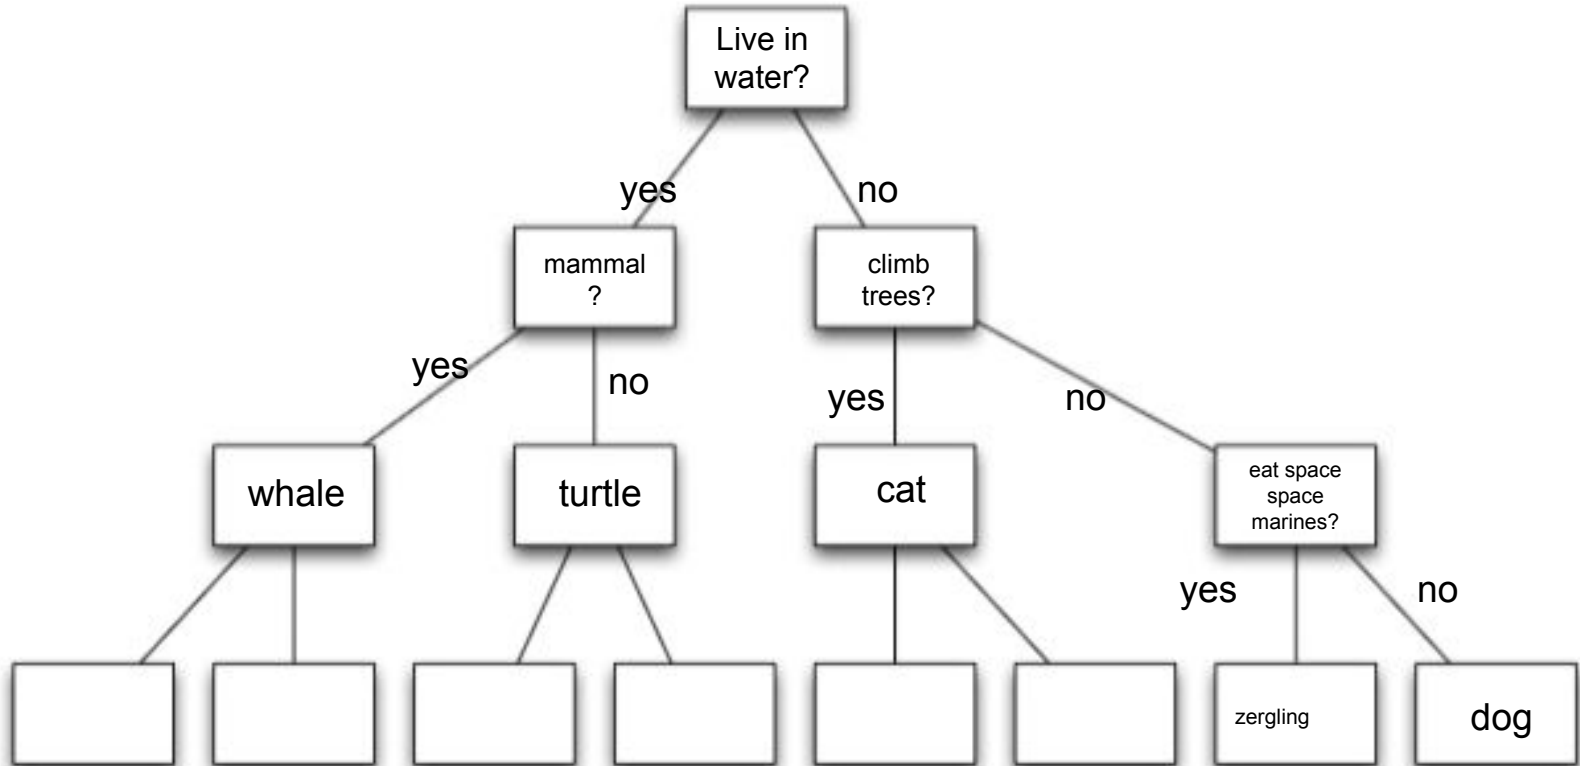 Live in
water?
yes
no
mammal
?
climb
trees?
yes
no
yes
no
whale
turtle
cat
eat space
space
marines?
yes
no
zergling
dog